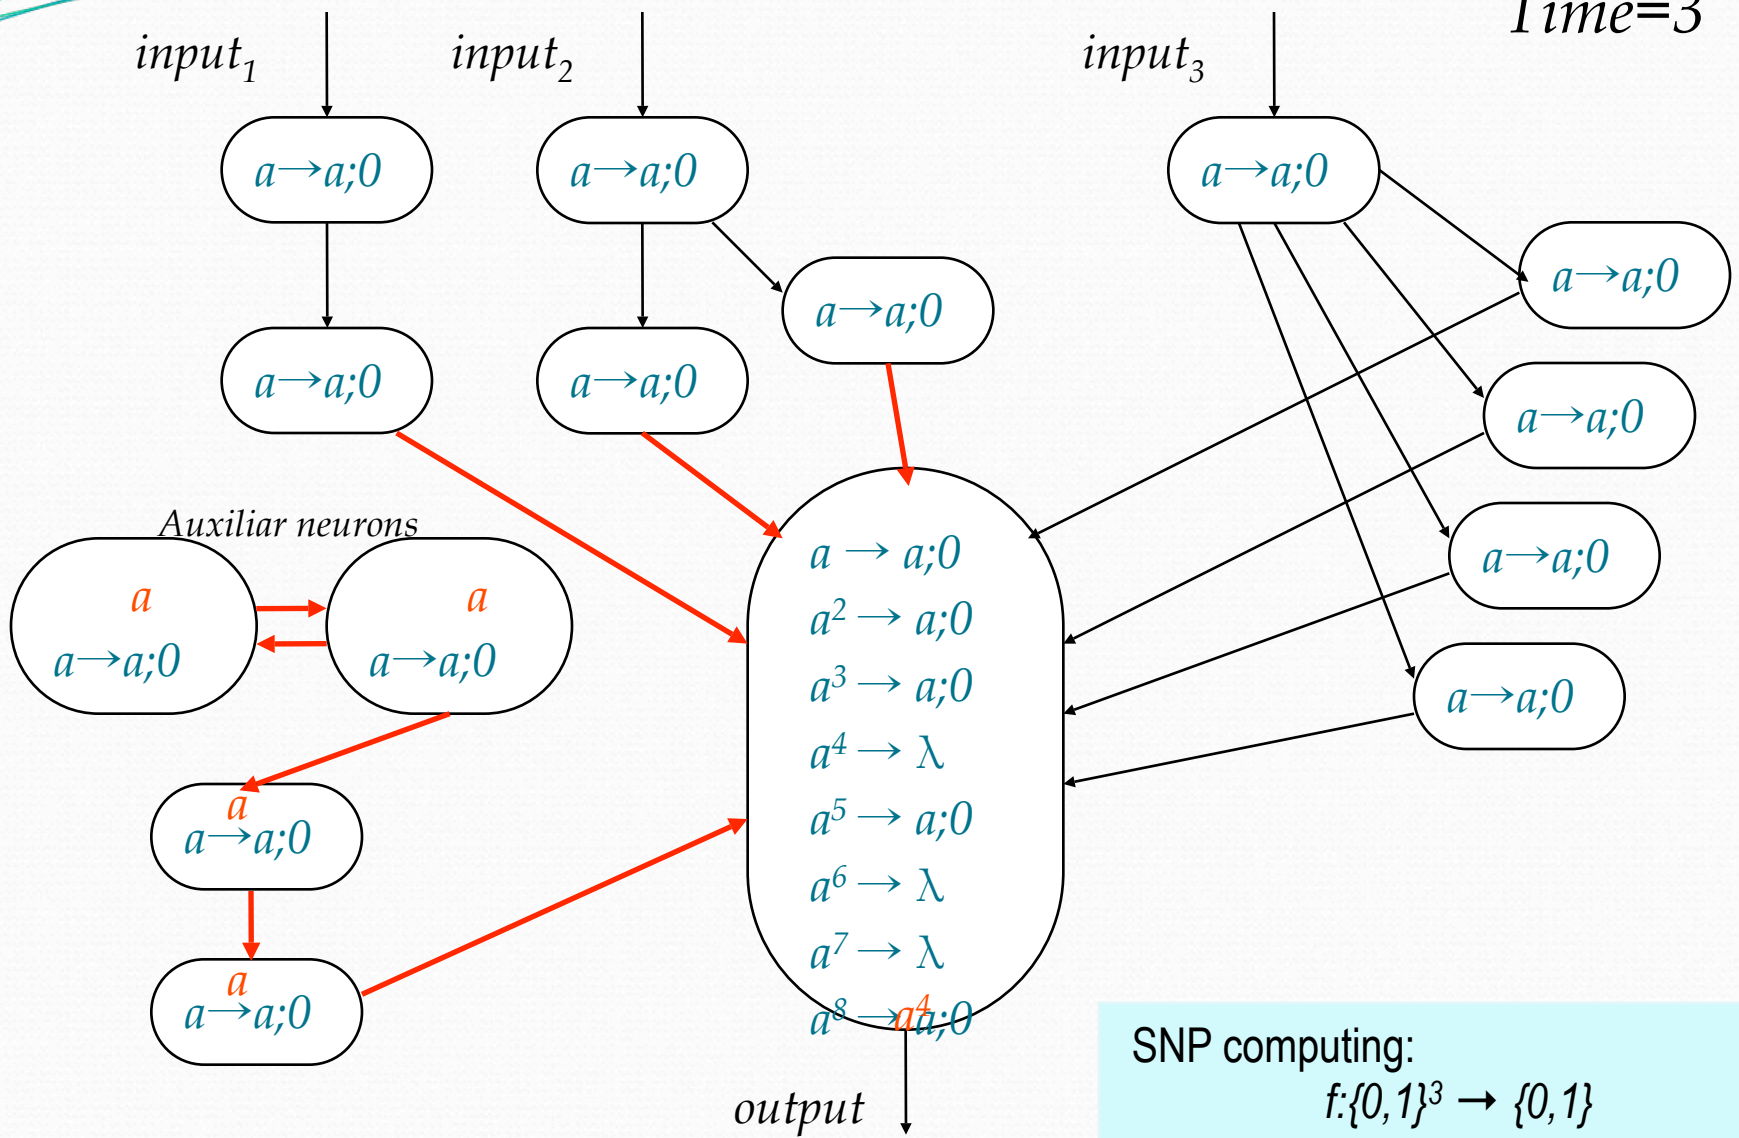 Time=3
input₁
input₂
input₃
a→a;0
a→a;0
a→a;0
a→a;0
a→a;0
a→a;0
a→a;0
a→a;0
a→a;0
a→a;0
a→a;0
Auxiliar neurons
a
a→a;0
a
a→a;0
a
a→a;0
a
a→a;0
a → a;0
a² → a;0
a³ → a;0
a⁴ → λ
a⁵ → a;0
a⁶ → λ
a⁷ → λ
a⁸ → a;0
a⁴
output
SNP computing:
f:{0,1}³ → {0,1}